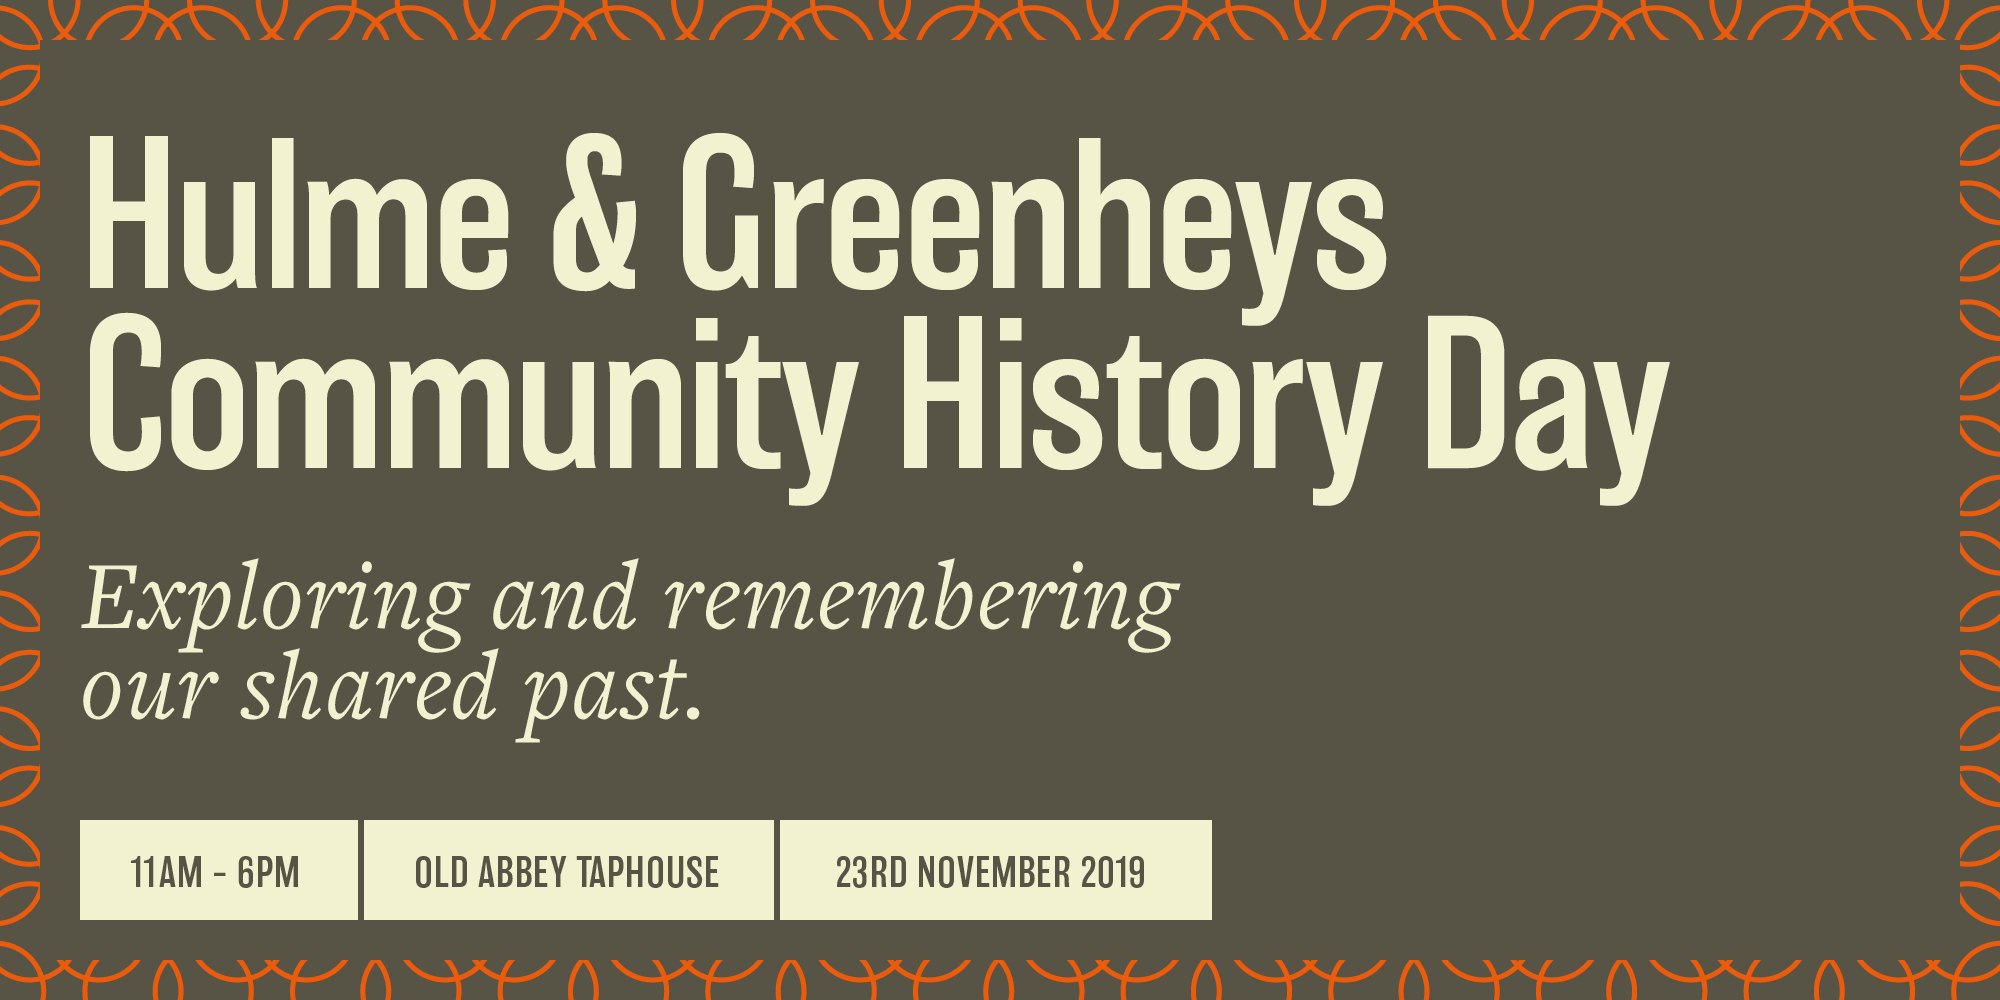 Hulme & Greenheys
Community History Day
Exploring and remembering
our shared past.
11AM - 6PM
OLD ABBEY TAPHOUSE
23RD NOVEMBER 2019